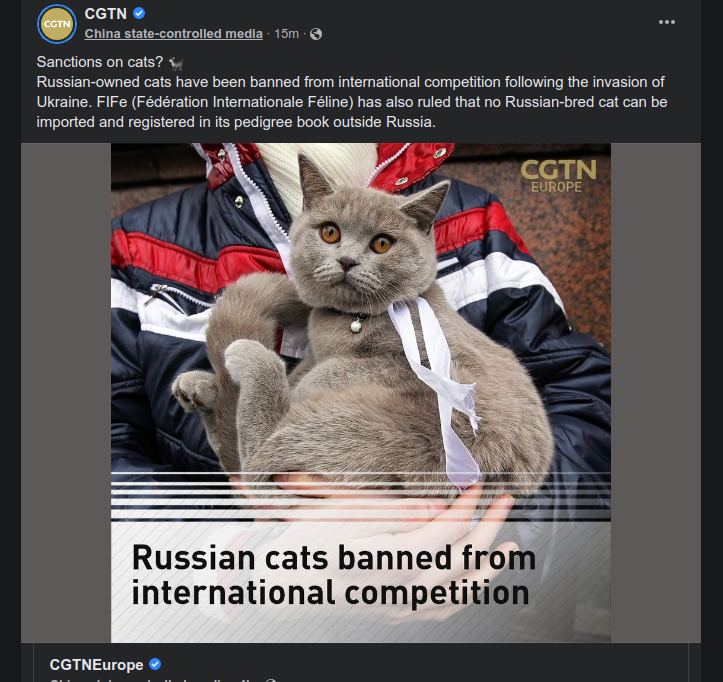 CGTN
CGTN
China state-controlled media · 15m ·
Sanctions on cats? 🐈‍⬛
Russian-owned cats have been banned from international competition following the invasion of
Ukraine. FIFe (Fédération Internationale Féline) has also ruled that no Russian-bred cat can be
imported and registered in its pedigree book outside Russia.
CGTN
EUROPE
Russian cats banned from
international competition
CGTNEurope